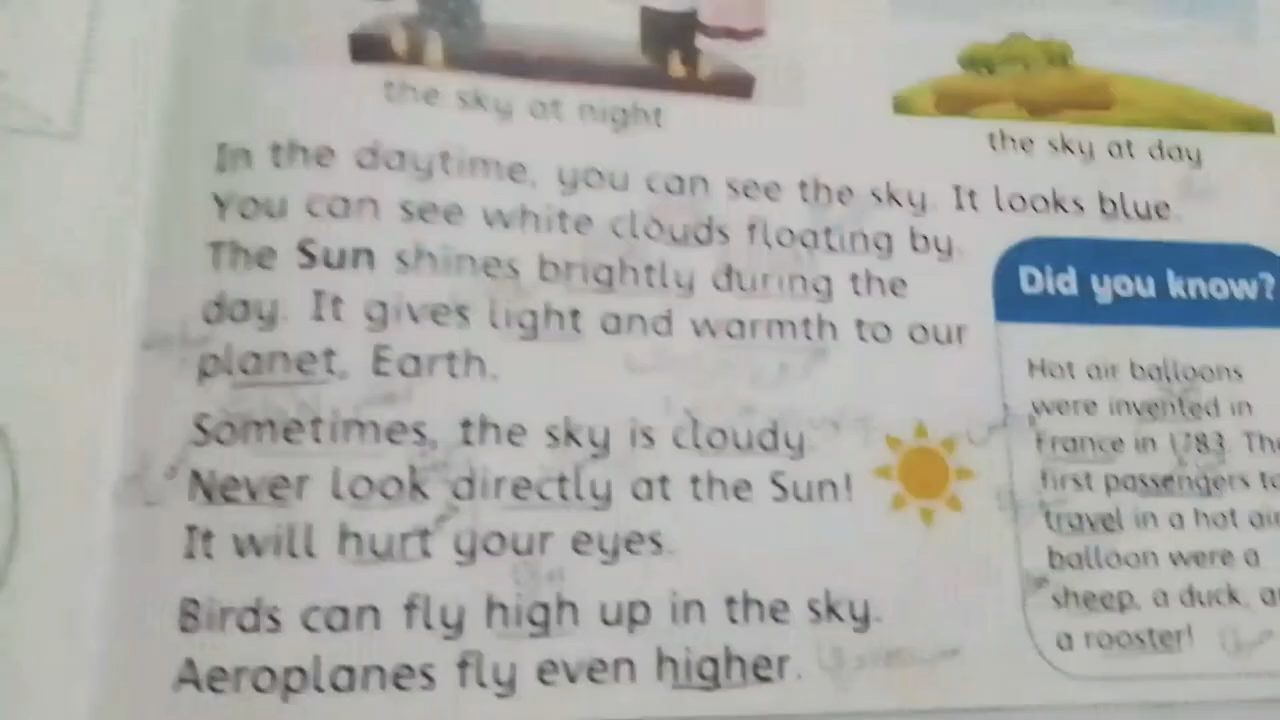 the sky at night
the sky at day
In the daytime, you can see the sky. It looks blue.
You can see white clouds floating by.
The Sun shines brightly during the
day. It gives light and warmth to our
planet, Earth.
Sometimes, the sky is cloudy.
Never look directly at the Sun!
It will hurt your eyes.
Birds can fly high up in the sky.
Aeroplanes fly even higher.
Did you know?
Hot air balloons
were invented in
France in 1783. The
first passengers to
travel in a hot air
balloon were a
sheep, a duck, a
a rooster!